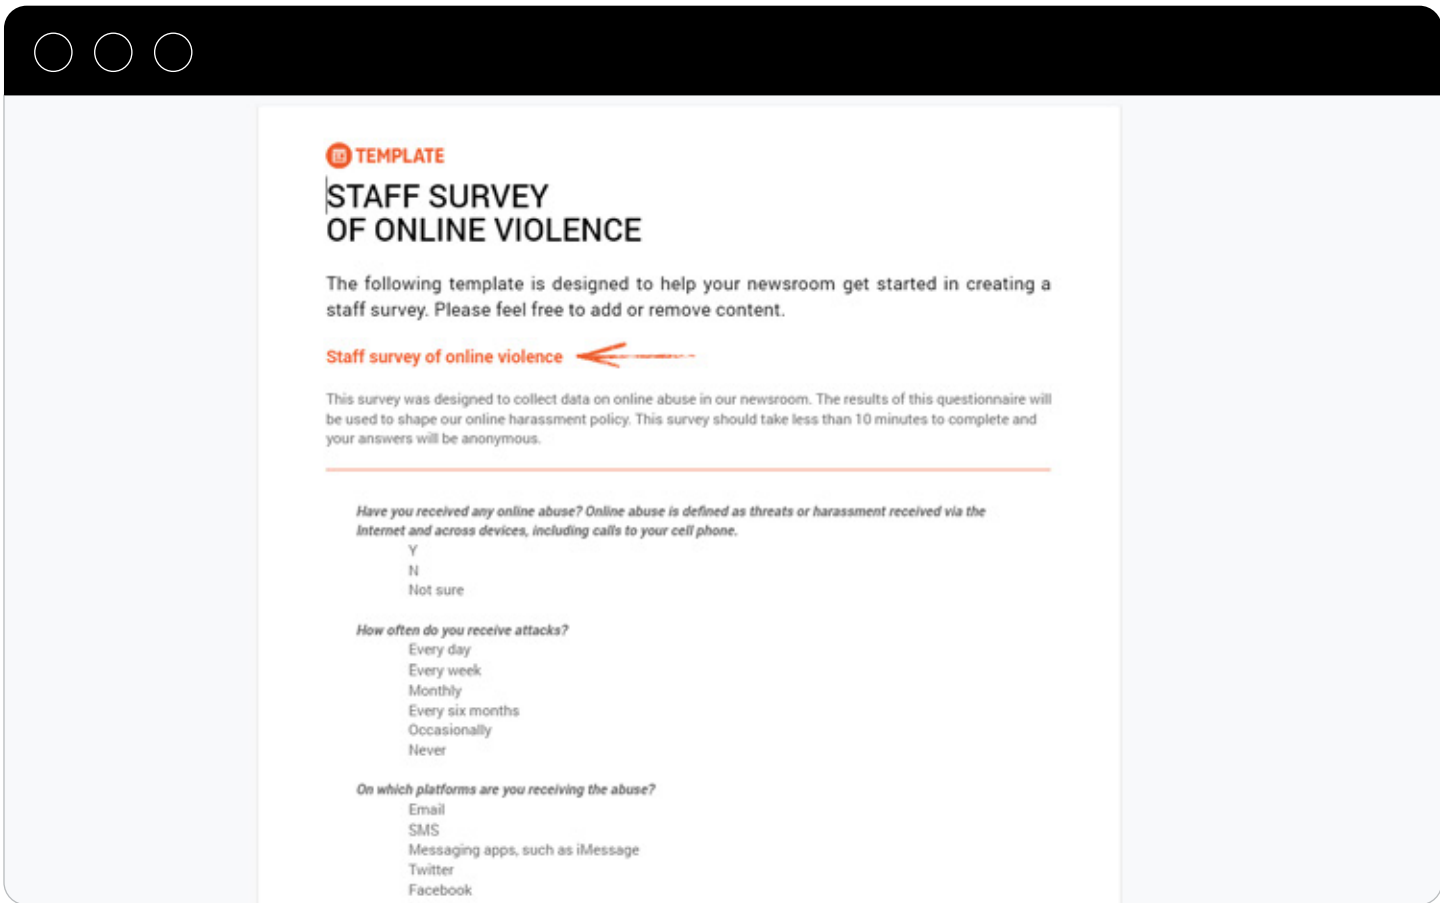 TEMPLATE
STAFF SURVEY
OF ONLINE VIOLENCE
The following template is designed to help your newsroom get started in creating a
staff survey. Please feel free to add or remove content.
Staff survey of online violence
This survey was designed to collect data on online abuse in our newsroom. The results of this questionnaire will
be used to shape our online harassment policy. This survey should take less than 10 minutes to complete and
your answers will be anonymous.
Have you received any online abuse? Online abuse is defined as threats or harassment received via the
Internet and across devices, including calls to your cell phone.
Y
N
Not sure
How often do you receive attacks?
Every day
Every week
Monthly
Every six months
Occasionally
Never
On which platforms are you receiving the abuse?
Email
SMS
Messaging apps, such as iMessage
Twitter
Facebook